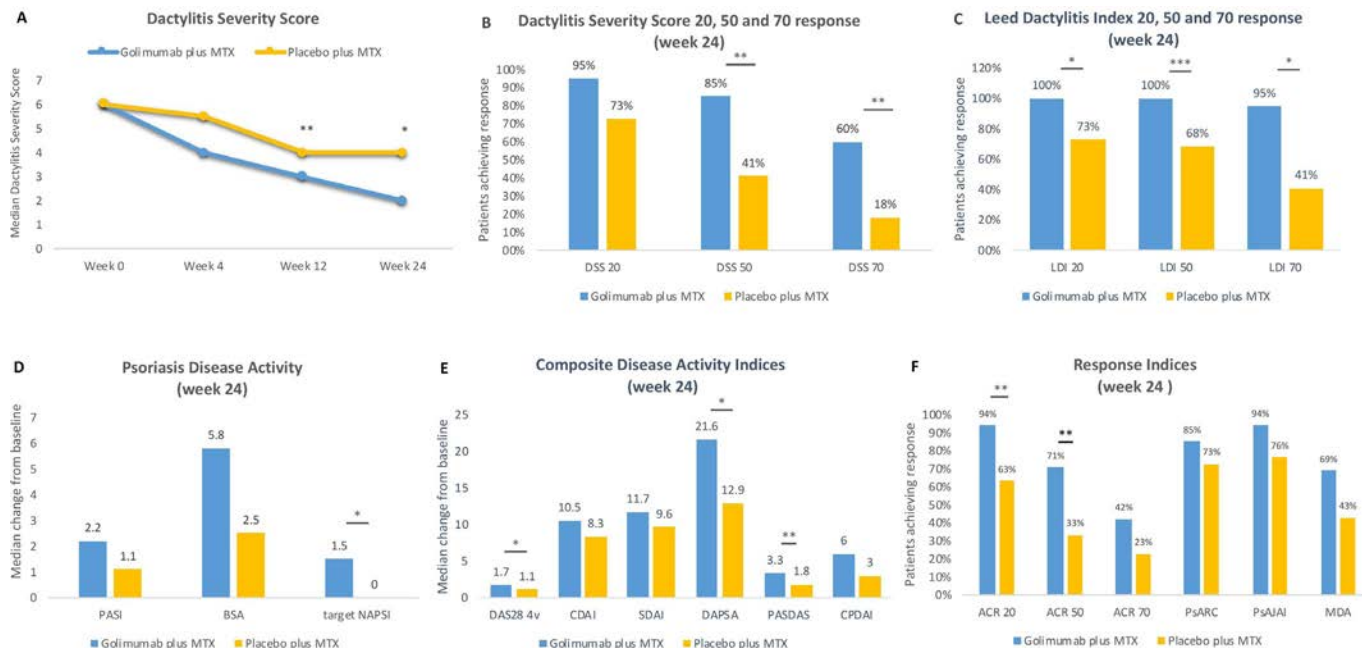 A
Dactylitis Severity Score
Golimumab plus MTX
Placebo plus MTX
Median Dactylitis Severity Score
7
6
5
4
3
2
1
0
**
*
Week 0
Week 4
Week 12
Week 24
B
Dactylitis Severity Score 20, 50 and 70 response
(week 24)
Patients achieving response
100%
90%
80%
70%
60%
50%
40%
30%
20%
10%
00%
95%
73%
85%
**
41%
60%
**
18%
DSS 20
DSS 50
DSS 70
Golimumab plus MTX
Placebo plus MTX
C
Leed Dactylitis Index 20, 50 and 70 response
(week 24)
Patients achieving response
120%
100%
80%
60%
40%
20%
00%
100%
*
73%
100%
***
68%
95%
*
41%
LDI 20
LDI 50
LDI 70
Golimumab plus MTX
Placebo plus MTX
D
Psoriasis Disease Activity
(week 24)
Median change from baseline
7
6
5
4
3
2
1
0
2.2
1.1
5.8
2.5
1.5
*
0
PASI
BSA
target NAPSI
Golimumab plus MTX
Placebo plus MTX
E
Composite Disease Activity Indices
(week 24)
Median change from baseline
25
20
15
10
5
0
*
1.7
1.1
10.5
8.3
11.7
9.6
*
21.6
12.9
**
3.3
1.8
6
3
DAS28 4v
CDAI
SDAI
DAPSA
PASDAS
CPDAI
Golimumab plus MTX
Placebo plus MTX
F
Response Indices
(week 24 )
Patients achieving response
100%
90%
80%
70%
60%
50%
40%
30%
20%
10%
00%
**
94%
63%
**
71%
33%
42%
23%
85%
73%
94%
76%
69%
43%
ACR 20
ACR 50
ACR 70
PsARC
PsAJAI
MDA
Golimumab plus MTX
Placebo plus MTX